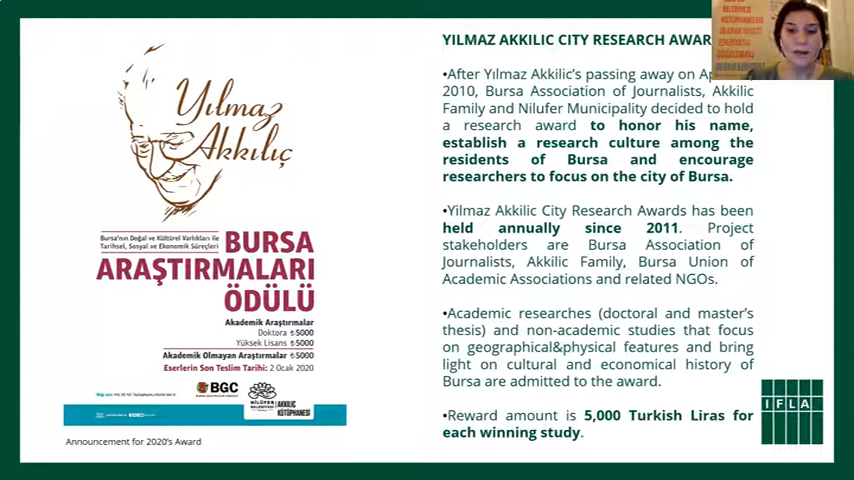 YILMAZ AKKILIC CITY RESEARCH AWAR
•After Yılmaz Akkilic's passing away on Ap
2010, Bursa Association of Journalists, Akkilic
Family and Nilufer Municipality decided to hold
a research award to honor his name,
establish a research culture among the
residents of Bursa and encourage
researchers to focus on the city of Bursa.
•Yilmaz Akkilic City Research Awards has been
held annually since 2011. Project
stakeholders are Bursa Association of
Journalists, Akkilic Family, Bursa Union of
Academic Associations and related NGOs.
•Academic researches (doctoral and master's
thesis) and non-academic studies that focus
on geographical&physical features and bring
light on cultural and economical history of
Bursa are admitted to the award.
•Reward amount is 5,000 Turkish Liras for
each winning study.
Yılmaz
Akkılıç
Bursa'nın Doğal ve Kültürel Varlıkları ile
Tarihsel, Sosyal ve Ekonomik Süreçleri
BURSA
ARAŞTIRMALARI
ÖDÜLÜ
Akademik Araştırmalar
Doktora ₺5000
Yüksek Lisans ₺5000
Akademik Olmayan Araştırmalar ₺5000
Eserlerin Son Teslim Tarihi: 2 Ocak 2020
BGC
NİLÜFER
BELEDİYESİ
AKKILIÇ
KÜTÜPHANESİ
Announcement for 2020's Award
IFLA